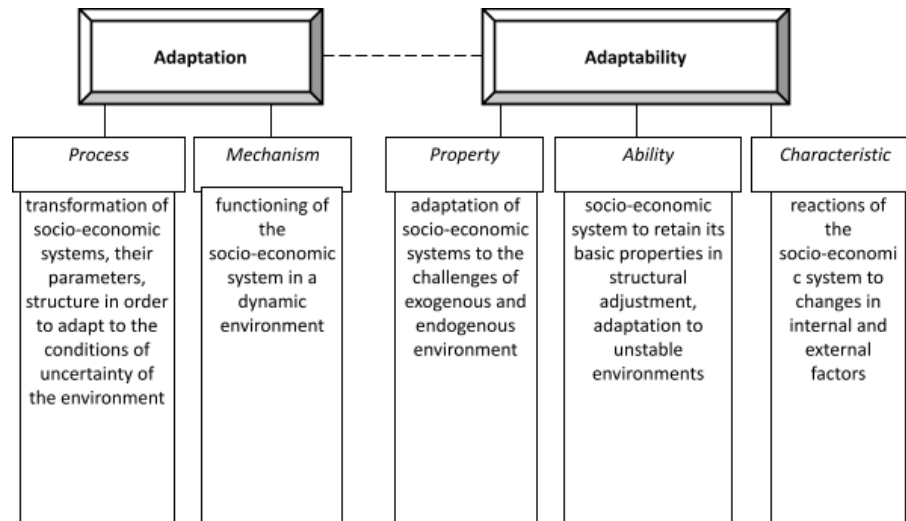 Adaptation
Adaptability
Process
Mechanism
Property
Ability
Characteristic
transformation of
socio-economic
systems, their
parameters,
structure in order
to adapt to the
conditions of
uncertainty of
the environment
functioning of
the
socio-economic
system in a
dynamic
environment
adaptation of
socio-economic
systems to the
challenges of
exogenous and
endogenous
environment
socio-economic
system to retain its
basic properties in
structural
adjustment,
adaptation to
unstable
environments
reactions of
the
socio-economi
c system to
changes in
internal and
external
factors